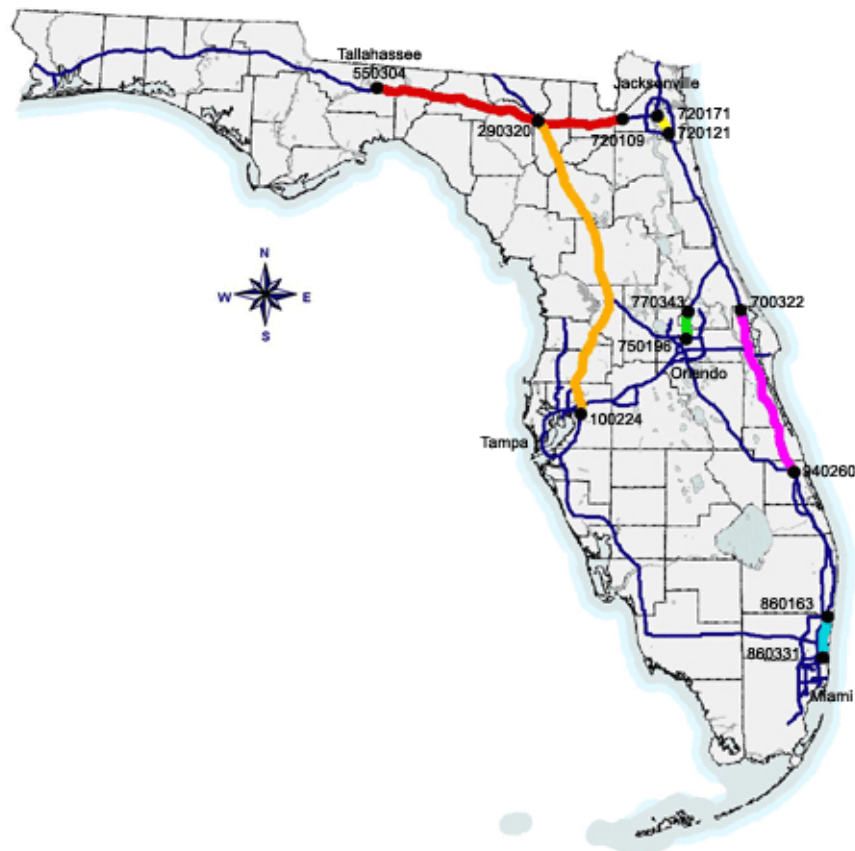 Tallahassee
550304
Jacksonville
720171
290320
720109
720121
N
W
E
S
770343
700322
750196
Orlando
100224
Tampa
940260
860163
860331
Miami